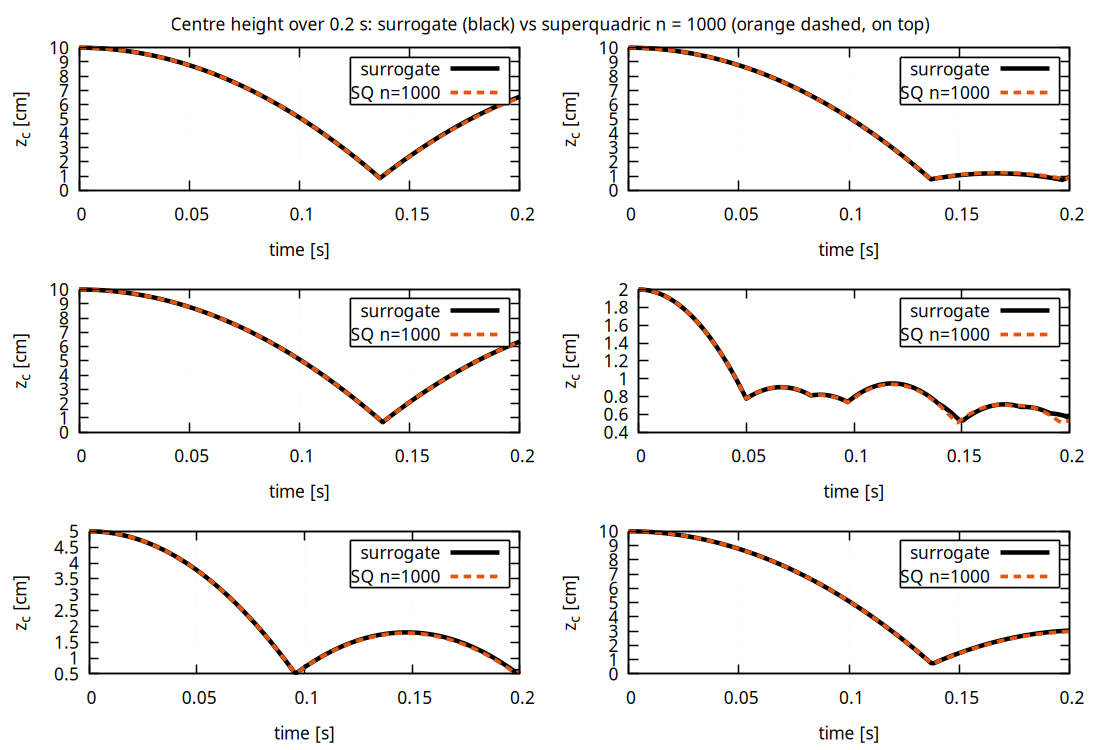 Centre height over 0.2 s: surrogate (black) vs superquadric n = 1000 (orange dashed, on top)
10
9
8
7
6
5
4
3
2
1
0
z_c [cm]
surrogate
SQ n=1000
0 0.05 0.1 0.15 0.2
time [s]
10
9
8
7
6
5
4
3
2
1
0
z_c [cm]
surrogate
SQ n=1000
0 0.05 0.1 0.15 0.2
time [s]
10
9
8
7
6
5
4
3
2
1
0
z_c [cm]
surrogate
SQ n=1000
0 0.05 0.1 0.15 0.2
time [s]
2
1.8
1.6
1.4
1.2
1
0.8
0.6
0.4
z_c [cm]
surrogate
SQ n=1000
0 0.05 0.1 0.15 0.2
time [s]
5
4.5
4
3.5
3
2.5
2
1.5
1
0.5
z_c [cm]
surrogate
SQ n=1000
0 0.05 0.1 0.15 0.2
time [s]
10
9
8
7
6
5
4
3
2
1
0
z_c [cm]
surrogate
SQ n=1000
0 0.05 0.1 0.15 0.2
time [s]